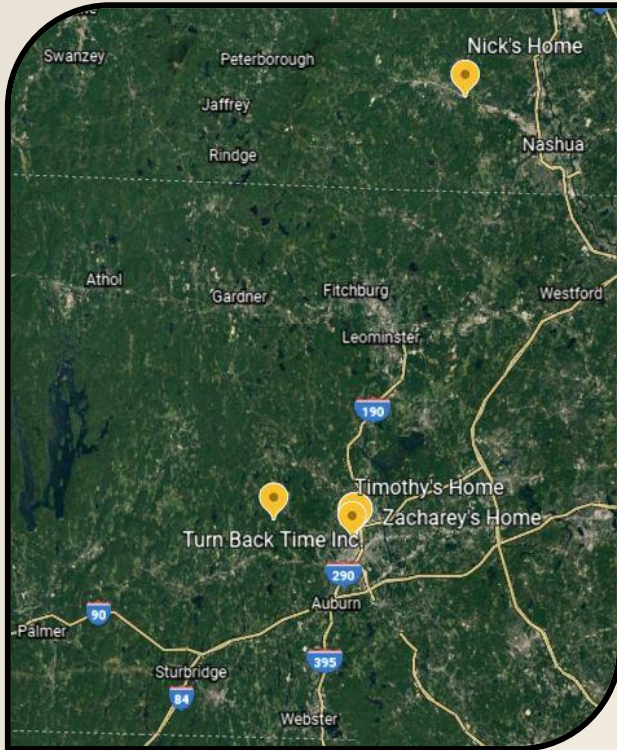 Nick's Home
Swanzey
Peterborough
Jaffrey
Nashua
Rindge
Athol
Gardner
Fitchburg
Westford
Leominster
190
Timothy's Home
Zacharey's Home
Turn Back Time Inc.
290
Auburn
90
Palmer
395
Sturbridge
84
Webster